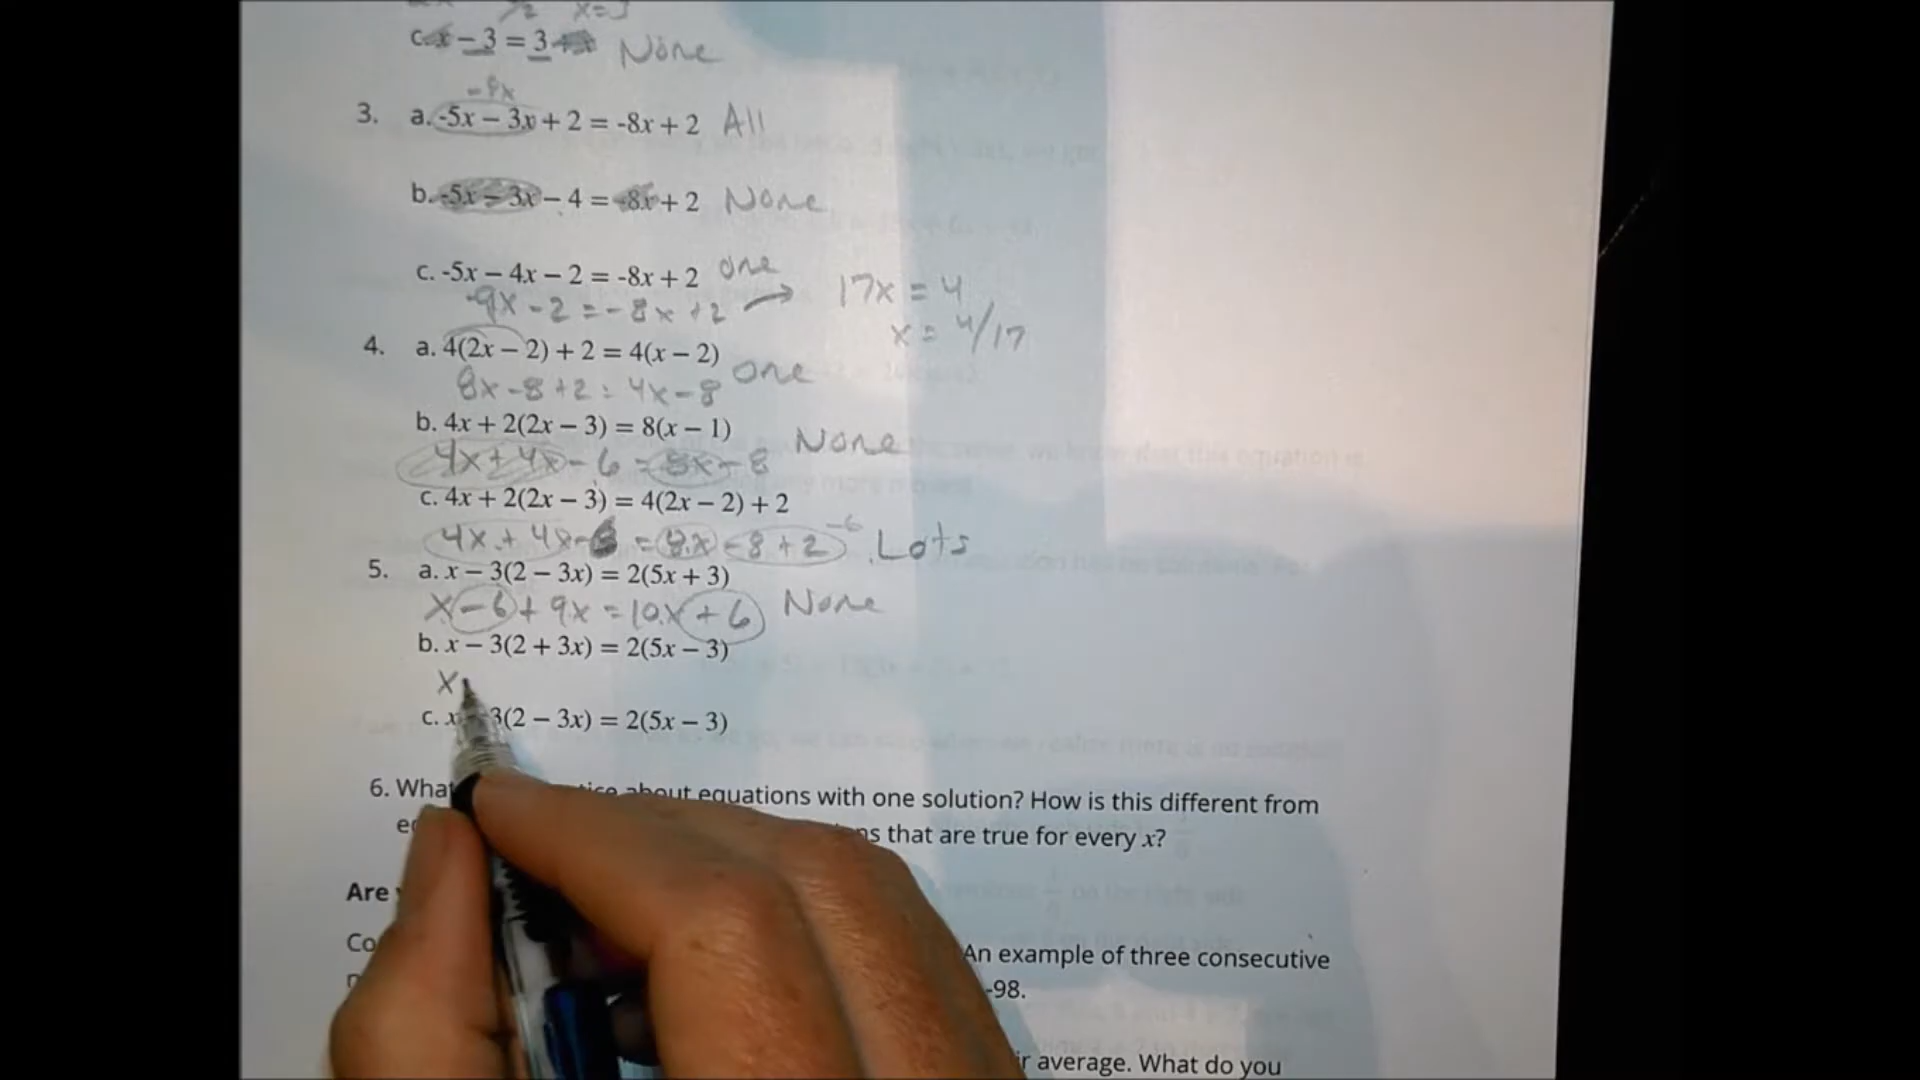 x=3
c. x − 3 = 3 + x None
-8x
3. a. -5x − 3x + 2 = -8x + 2 All
b. -5x − 3x − 4 = -8x + 2 None
c. -5x − 4x − 2 = -8x + 2 one
-9x - 2 = - 8x + 2 → 17x = 4
x = 4/17
4. a. 4(2x − 2) + 2 = 4(x − 2) one
8x - 8 + 2 = 4x - 8
b. 4x + 2(2x − 3) = 8(x − 1) None
4x + 4x - 6 = 8x - 8
c. 4x + 2(2x − 3) = 4(2x − 2) + 2
4x + 4x - 6 = 8x - 8 + 2 -6 Lots
5. a. x − 3(2 − 3x) = 2(5x + 3)
x - 6 + 9x = 10x + 6 None
b. x − 3(2 + 3x) = 2(5x − 3)
x
c. x 3(2 − 3x) = 2(5x − 3)
6. What about equations with one solution? How is this different from
that are true for every x?
Are
An example of three consecutive
-98.
average. What do you